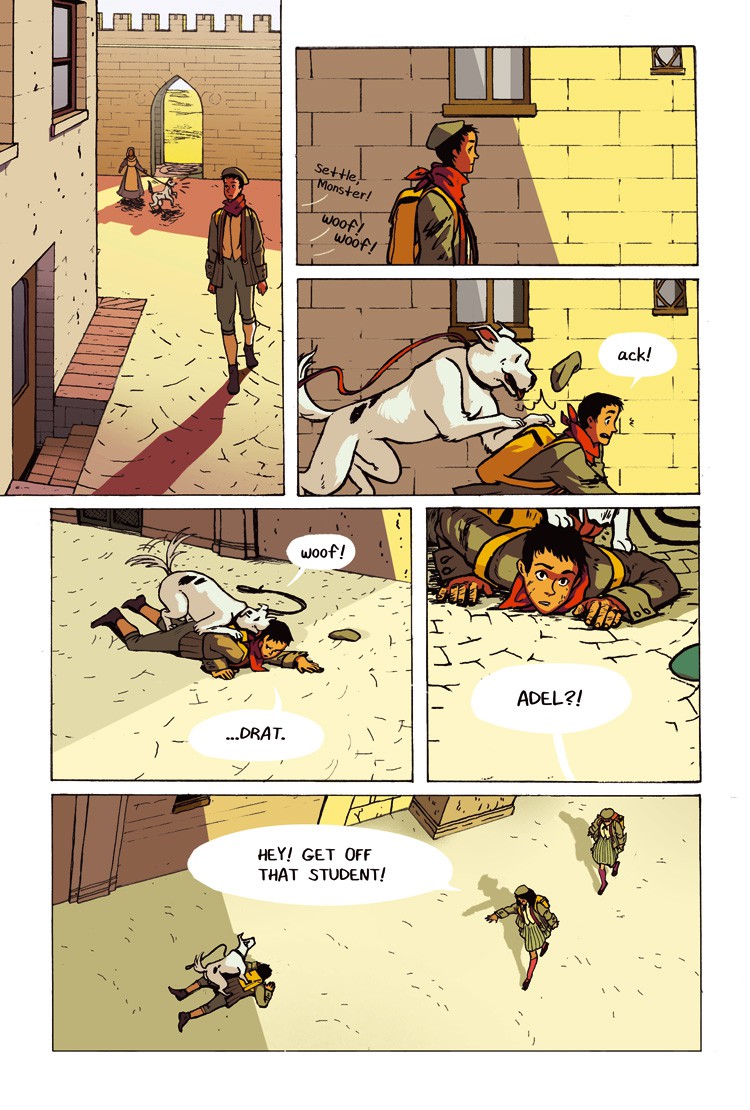 settle,
Monster!
woof!
woof!
ack!
woof!
...DRAT.
ADEL?!
HEY! GET OFF
THAT STUDENT!